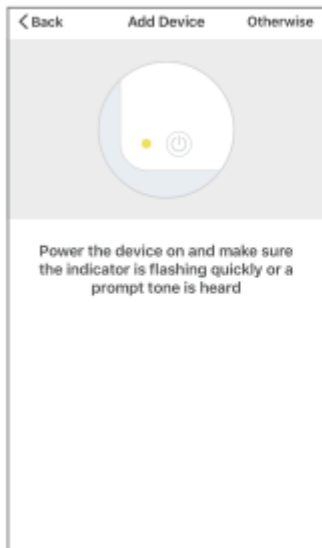 Back Add Device Otherwise
Power the device on and make sure
the indicator is flashing quickly or a
prompt tone is heard